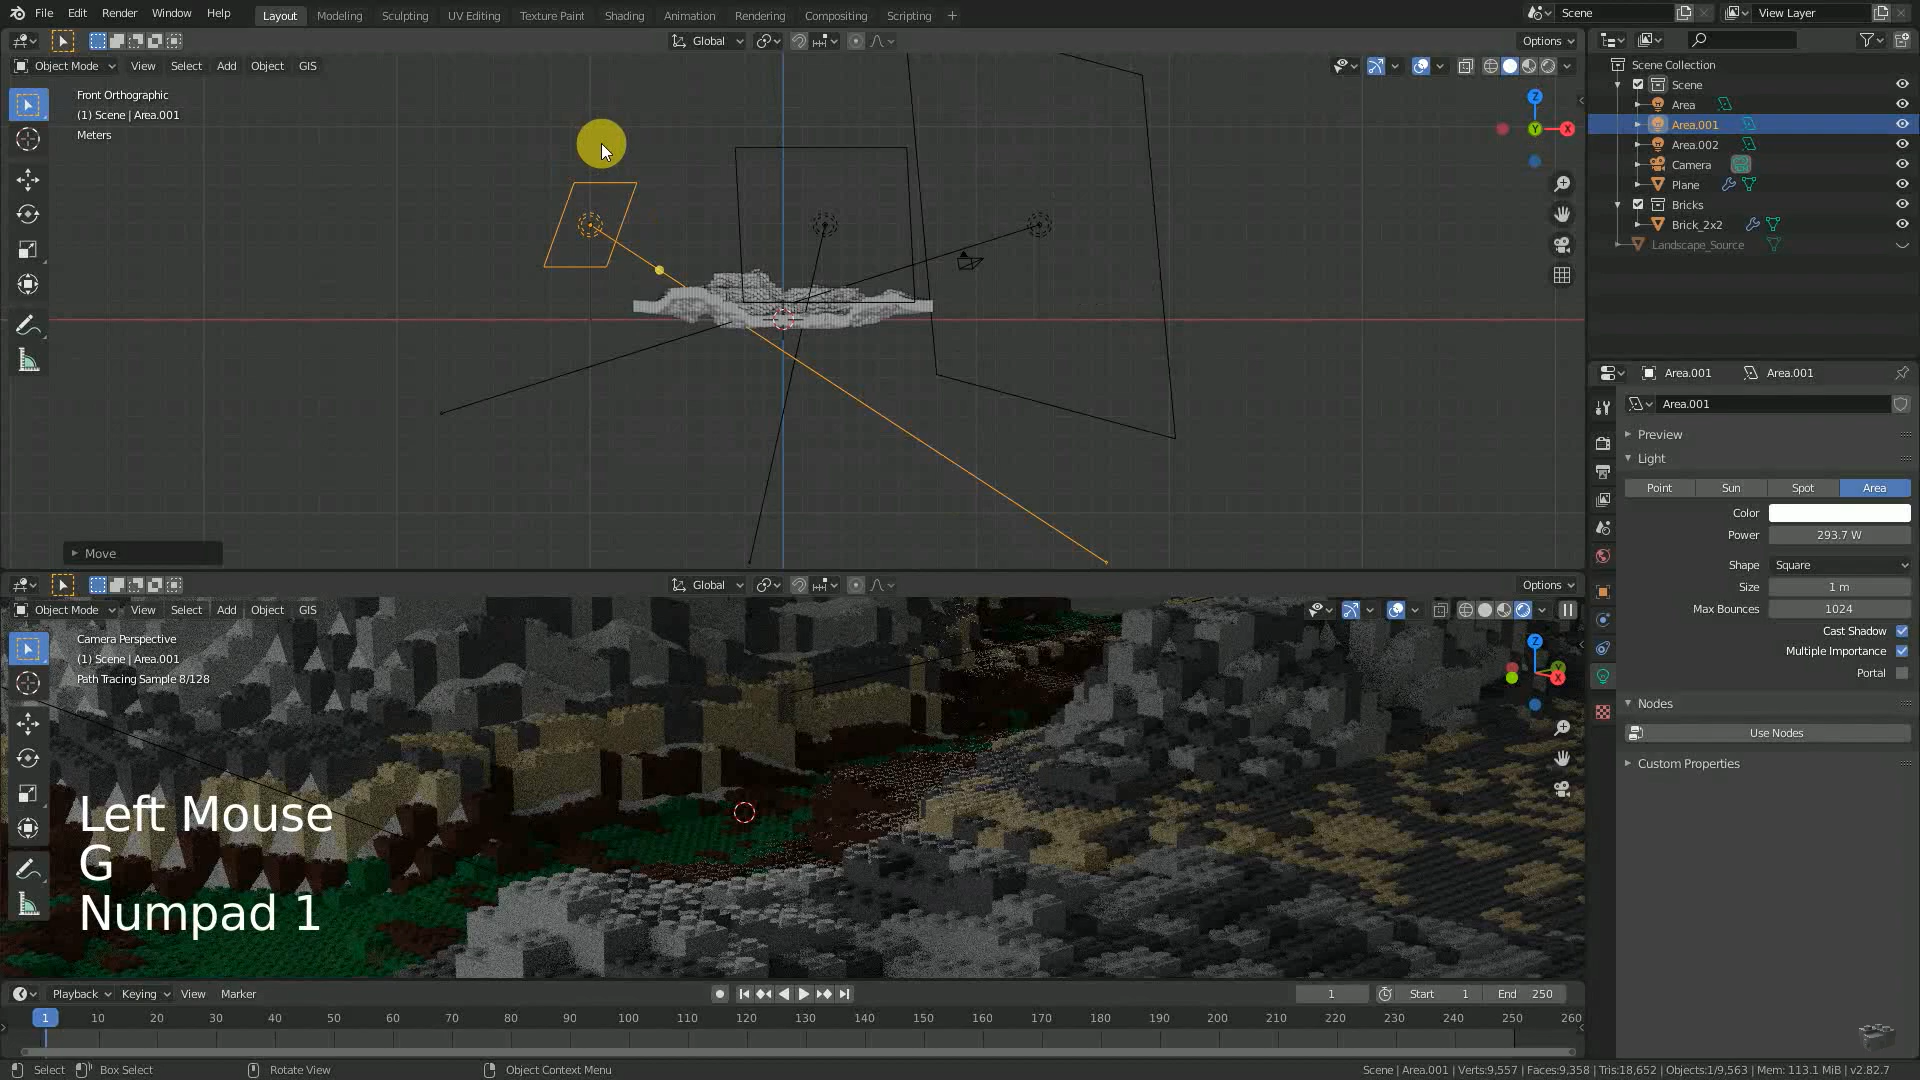 File Edit Render Window Help
Layout Modeling Sculpting UV Editing Texture Paint Shading Animation Rendering Compositing Scripting +
Scene
View Layer
Global
Options
Object Mode View Select Add Object GIS
Front Orthographic
(1) Scene | Area.001
Meters
Z
Y
X
Move
Global
Options
Object Mode View Select Add Object GIS
Camera Perspective
(1) Scene | Area.001
Path Tracing Sample 8/128
Z
Y
X
Left Mouse
G
Numpad 1
Playback Keying View Marker
1
Start 1
End 250
1 10 20 30 40 50 60 70 80 90 100 110 120 130 140 150 160 170 180 190 200 210 220 230 240 250 260
Select Box Select Rotate View Object Context Menu
Scene | Area.001 | Verts:9,557 | Faces:9,358 | Tris:18,652 | Objects:1/9,563 | Mem: 113.1 MiB | v2.82.7
Scene Collection
Scene
Area
Area.001
Area.002
Camera
Plane
Bricks
Brick_2x2
Landscape_Source
Area.001 Area.001
Area.001
Preview
Light
Point Sun Spot Area
Color
Power 293.7 W
Shape Square
Size 1 m
Max Bounces 1024
Cast Shadow
Multiple Importance
Portal
Nodes
Use Nodes
Custom Properties